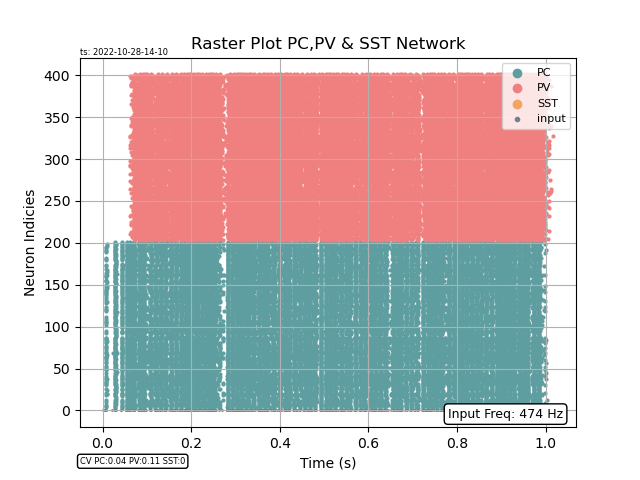 Raster Plot PC,PV & SST Network
ts: 2022-10-28-14-10
PC
PV
SST
input
400
350
300
250
200
150
100
50
0
Neuron Indicies
Input Freq: 474 Hz
0.0 0.2 0.4 0.6 0.8 1.0
Time (s)
CV PC:0.04 PV:0.11 SST:0